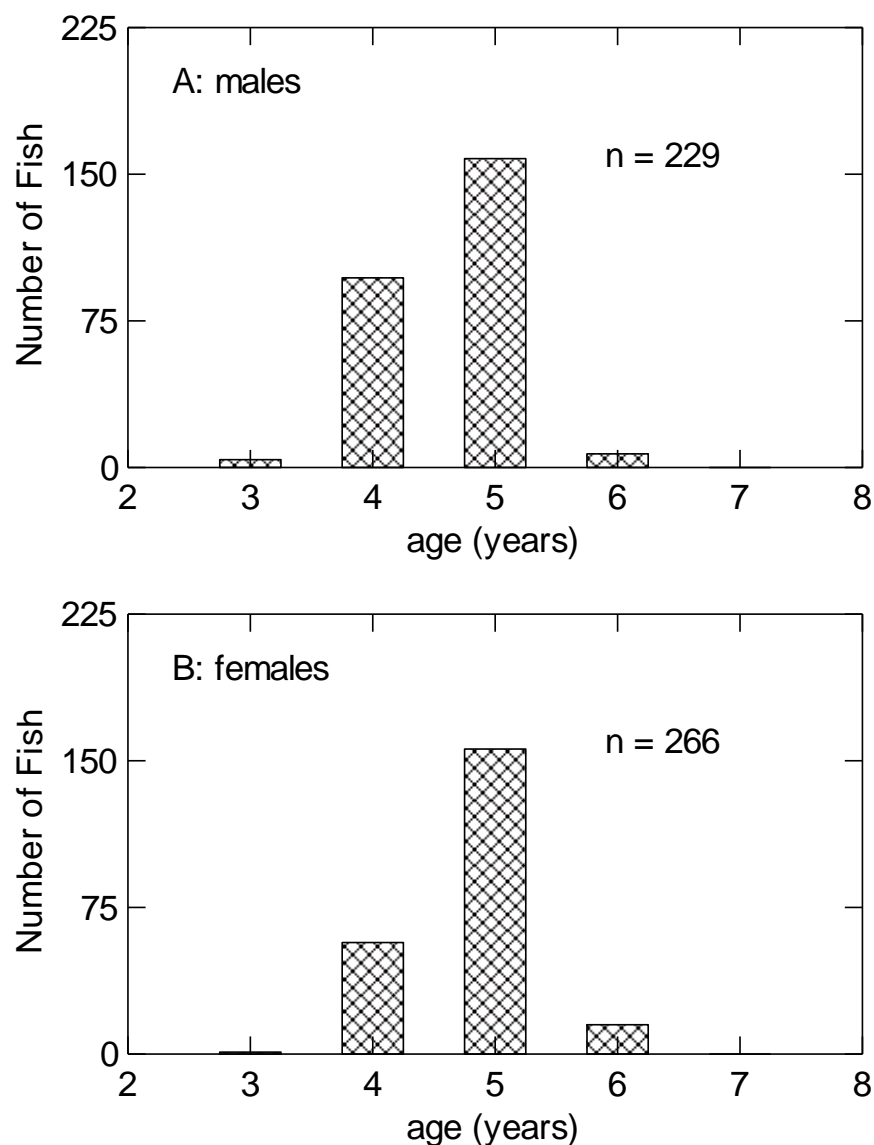 225
A: males
n = 229
150
Number of Fish
75
0
2 3 4 5 6 7 8
age (years)
225
B: females
n = 266
150
Number of Fish
75
0
2 3 4 5 6 7 8
age (years)